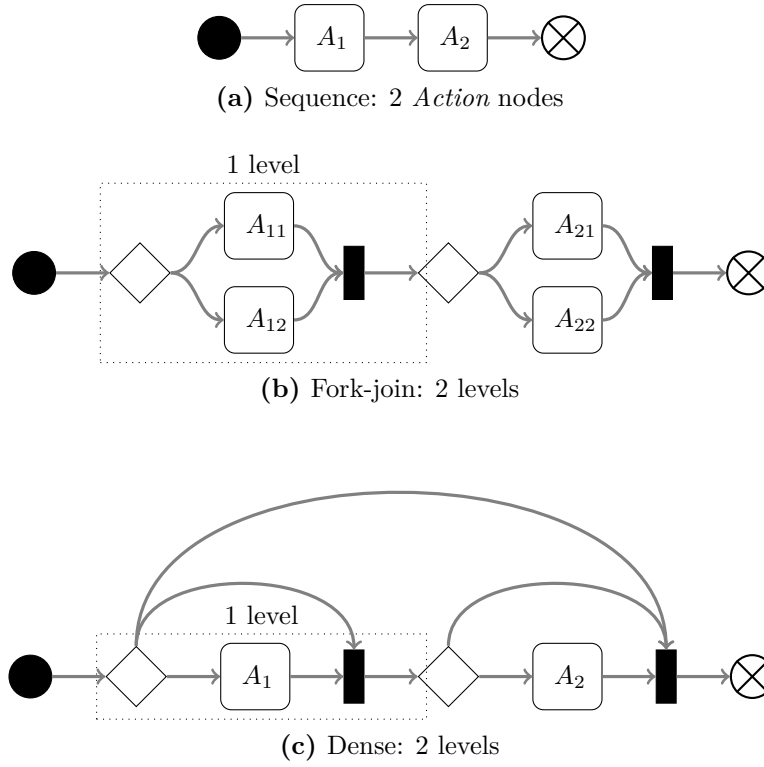 A₁ A₂
(a) Sequence: 2 Action nodes
1 level
A₁₁ A₂₁
A₁₂ A₂₂
(b) Fork-join: 2 levels
1 level
A₁ A₂
(c) Dense: 2 levels